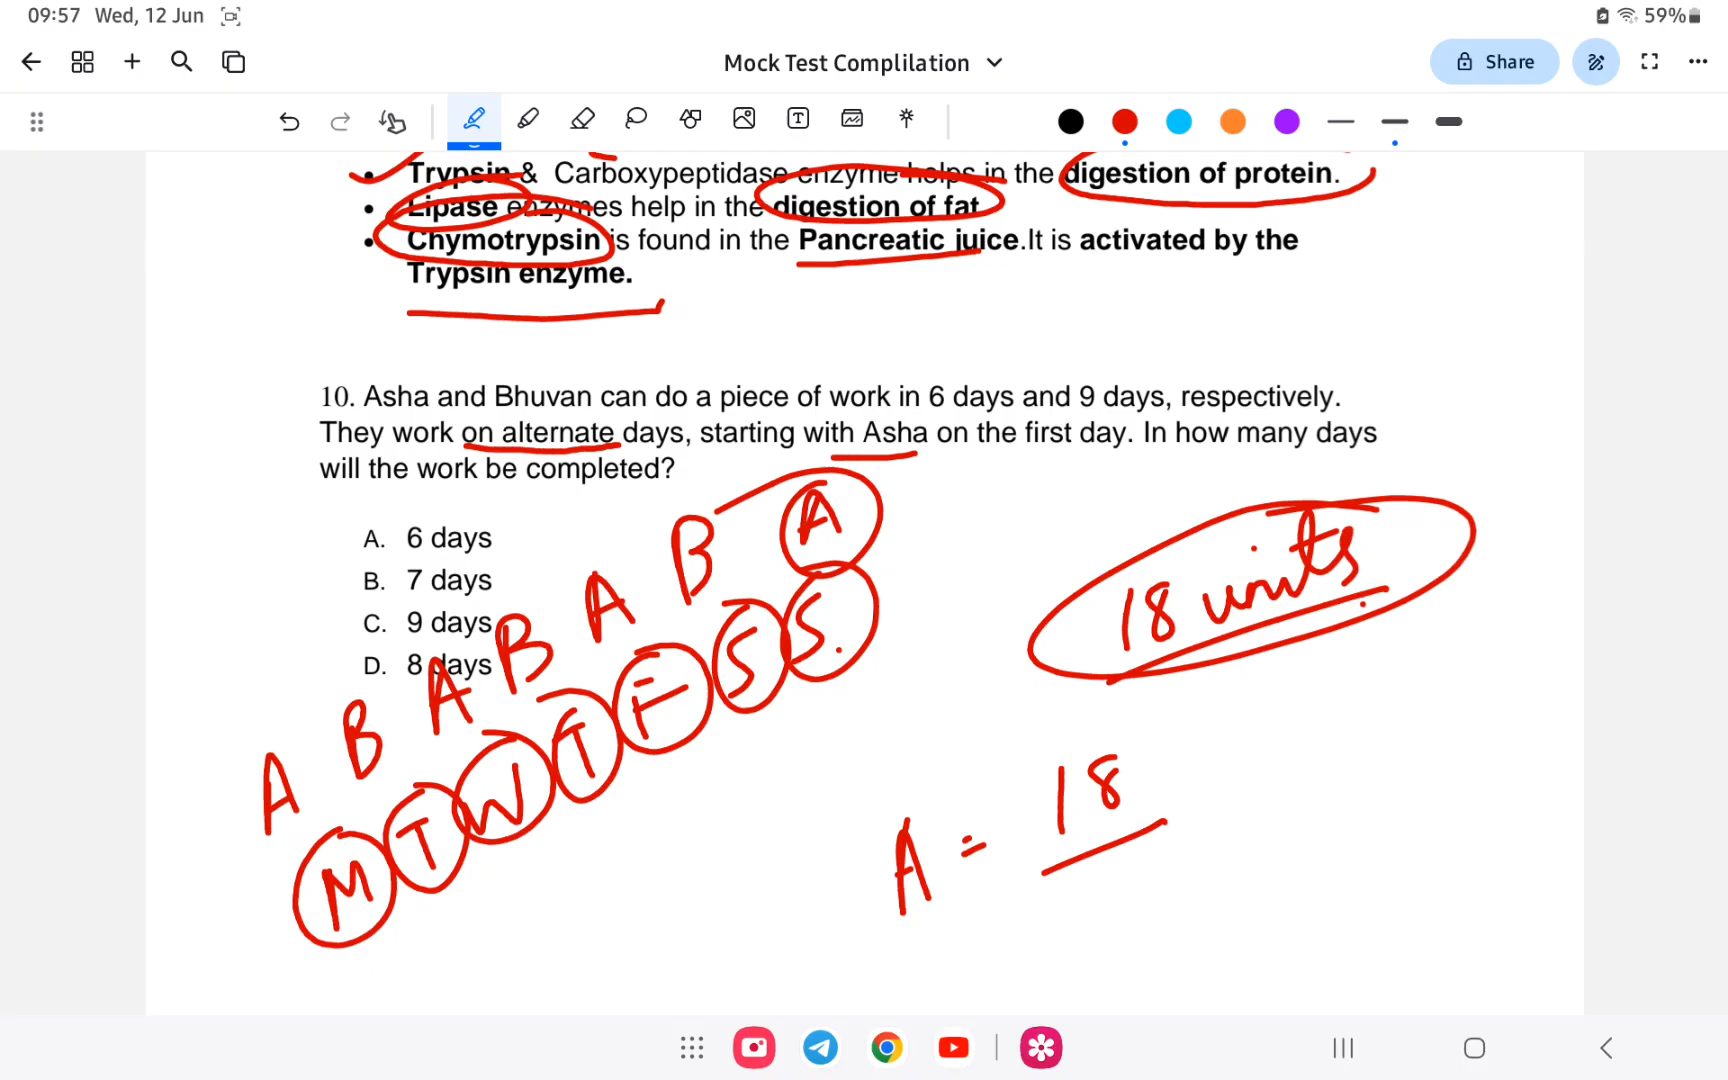 09:57 Wed, 12 Jun 59%
Mock Test Complilation
Share
• Trypsin & Carboxypeptidase enzyme helps in the digestion of protein.
• Lipase enzymes help in the digestion of fat
• Chymotrypsin is found in the Pancreatic juice.It is activated by the
Trypsin enzyme.
10. Asha and Bhuvan can do a piece of work in 6 days and 9 days, respectively.
They work on alternate days, starting with Asha on the first day. In how many days
will the work be completed?
A. 6 days
B. 7 days
C. 9 days
D. 8 days
A B A B A B A
M T W T F S S.
18 units
A = 18